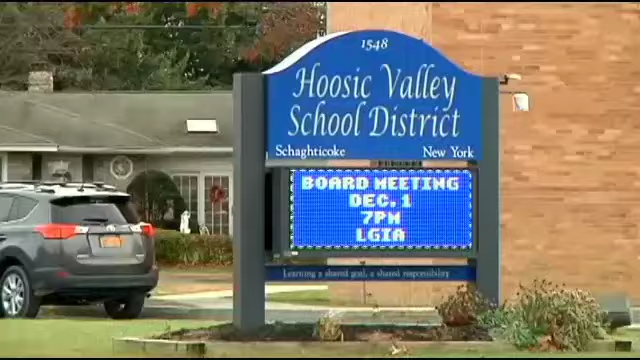 1548
Hoosic Valley
School District
Schaghticoke New York
BOARD MEETING
DEC. 1
7PM
LGIA
Learning a shared goal, a shared responsibility